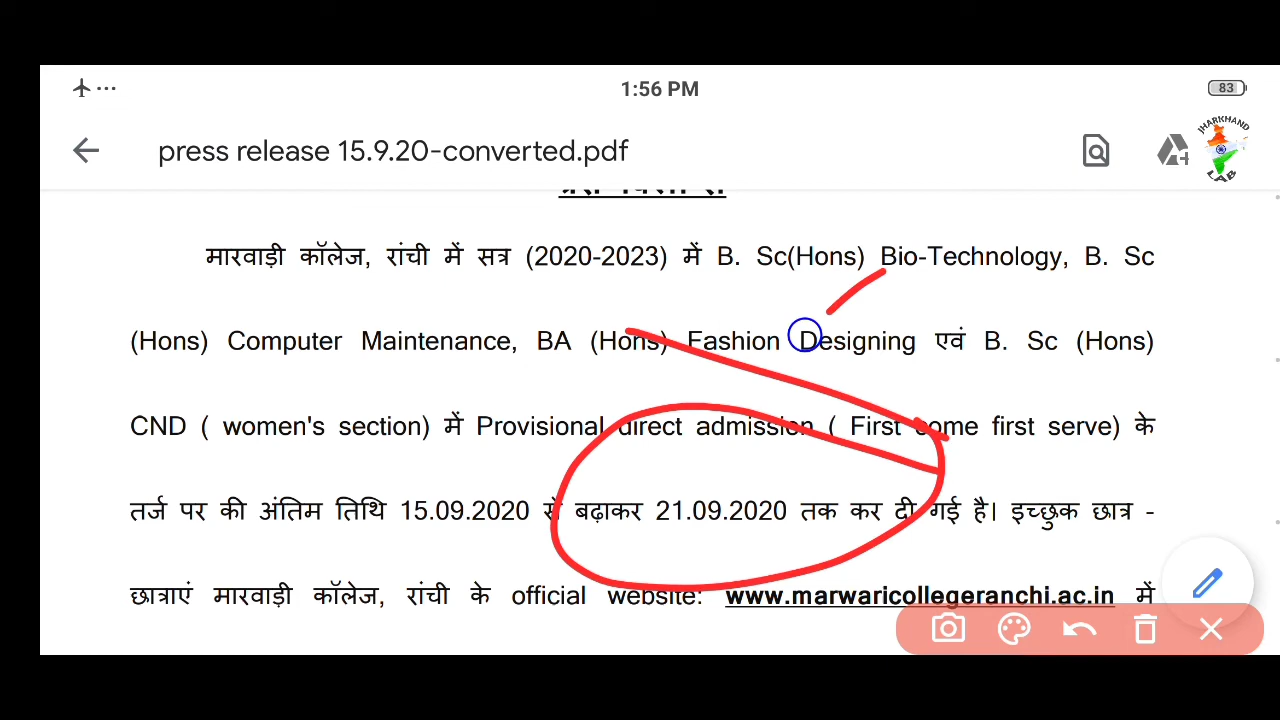 1:56 PM
83
press release 15.9.20-converted.pdf
JHARKHAND
LAB
मारवाड़ी कॉलेज, रांची में सत्र (2020-2023) में B. Sc(Hons) Bio-Technology, B. Sc
(Hons) Computer Maintenance, BA (Hons) Fashion Designing एवं B. Sc (Hons)
CND ( women's section) में Provisional direct admission ( First come first serve) के
तर्ज पर की अंतिम तिथि 15.09.2020 से बढ़ाकर 21.09.2020 तक कर दी गई है। इच्छुक छात्र -
छात्राएं मारवाड़ी कॉलेज, रांची के official website: www.marwaricollegeranchi.ac.in में